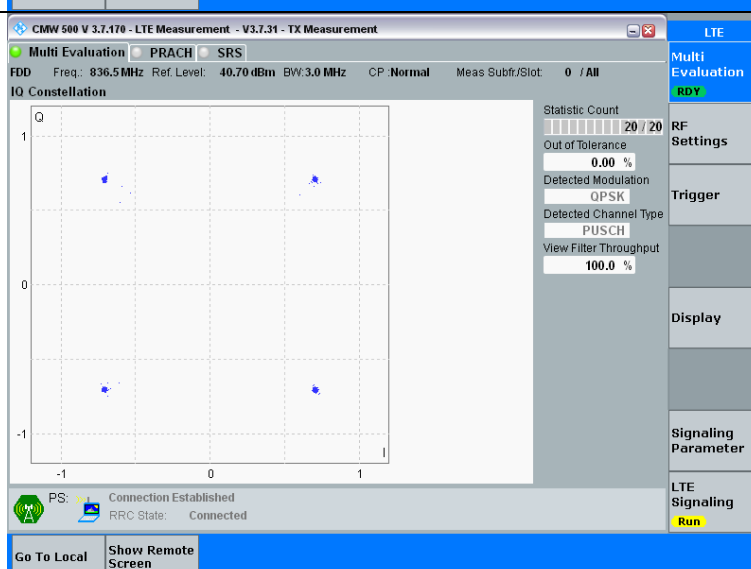 CMW 500 V 3.7.170 - LTE Measurement - V3.7.31 - TX Measurement
Multi Evaluation PRACH SRS
FDD Freq.: 836.5 MHz Ref. Level: 40.70 dBm BW: 3.0 MHz CP :Normal Meas Subfr./Slot: 0 / All
IQ Constellation
Q
1
0
-1
I
-1 0 1
Statistic Count
20 / 20
Out of Tolerance
0.00 %
Detected Modulation
QPSK
Detected Channel Type
PUSCH
View Filter Throughput
100.0 %
PS: Connection Established
RRC State: Connected
LTE
Multi
Evaluation
RDY
RF
Settings
Trigger
Display
Signaling
Parameter
LTE
Signaling
Run
Go To Local
Show Remote
Screen